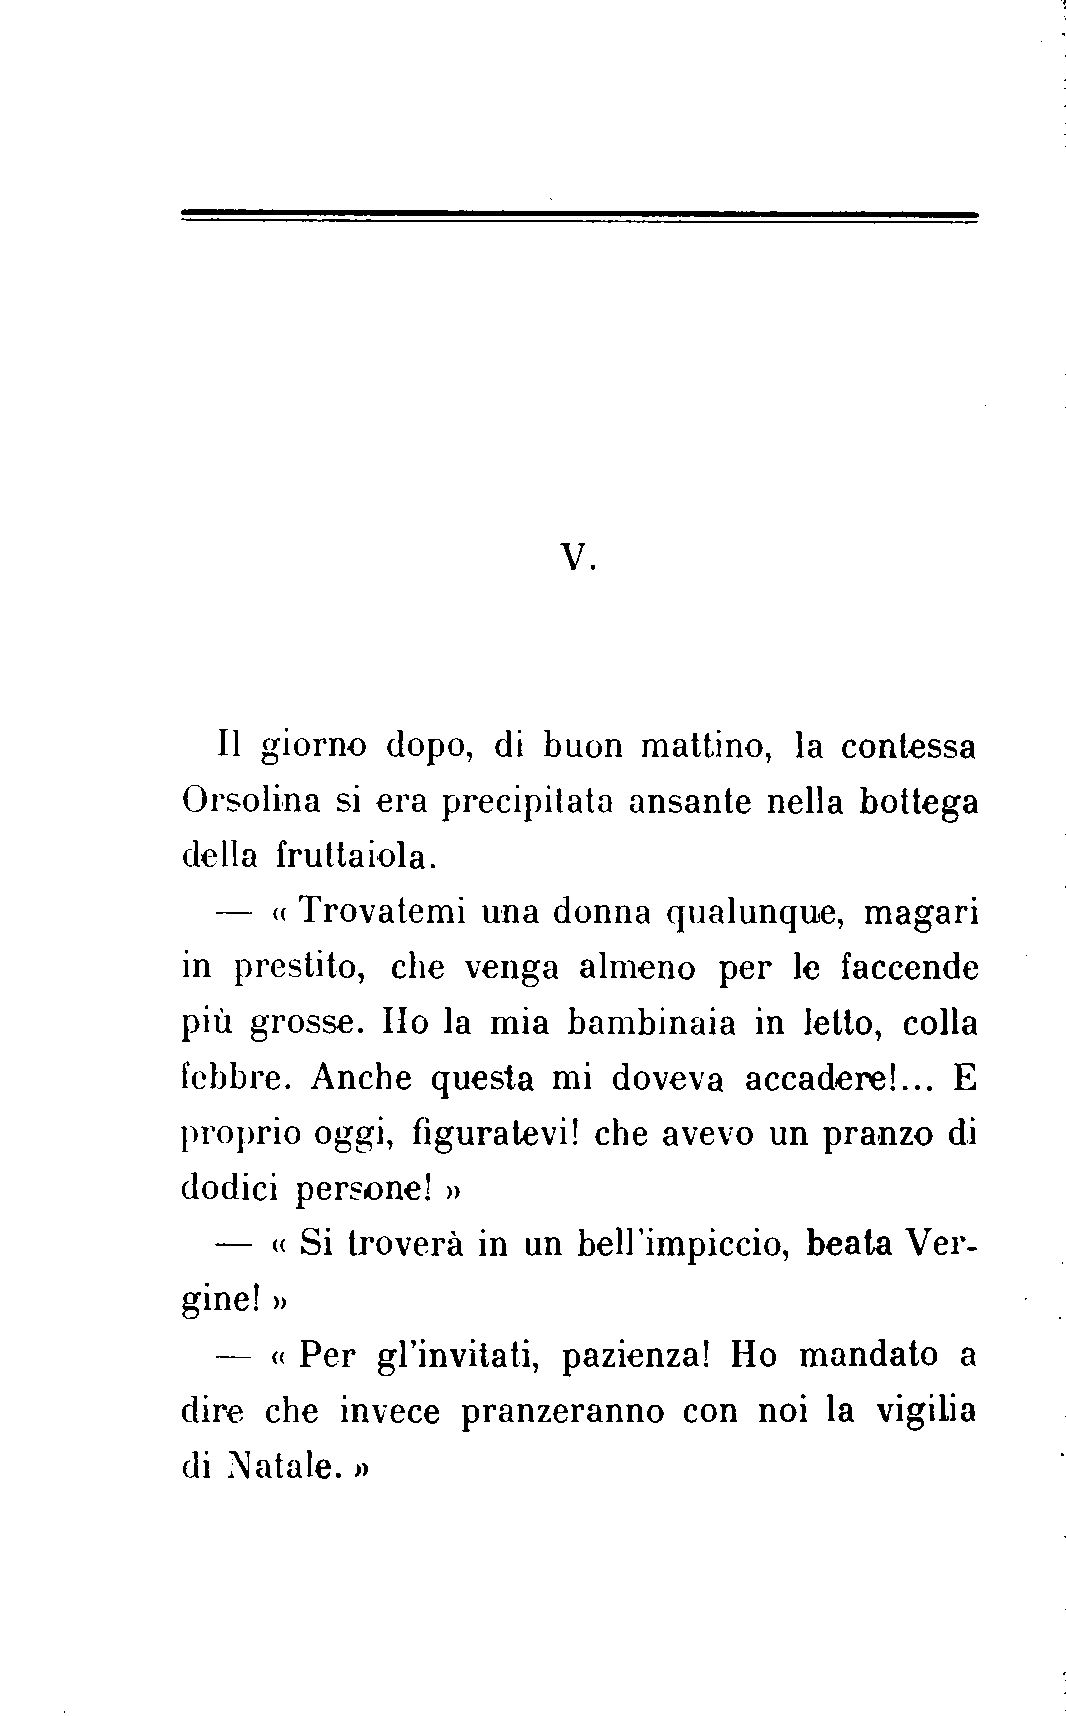 V.
Il giorno dopo, di buon mattino, la contessa
Orsolina si era precipitata ansante nella bottega
della fruttaiola.
— « Trovatemi una donna qualunque, magari
in prestito, che venga almeno per le faccende
più grosse. Ho la mia bambinaia in letto, colla
febbre. Anche questa mi doveva accadere!... E
proprio oggi, figuratevi! che avevo un pranzo di
dodici persone! »
— « Si troverà in un bell'impiccio, beata Ver-
gine! »
— « Per gl'invitati, pazienza! Ho mandato a
dire che invece pranzeranno con noi la vigilia
di Natale. »